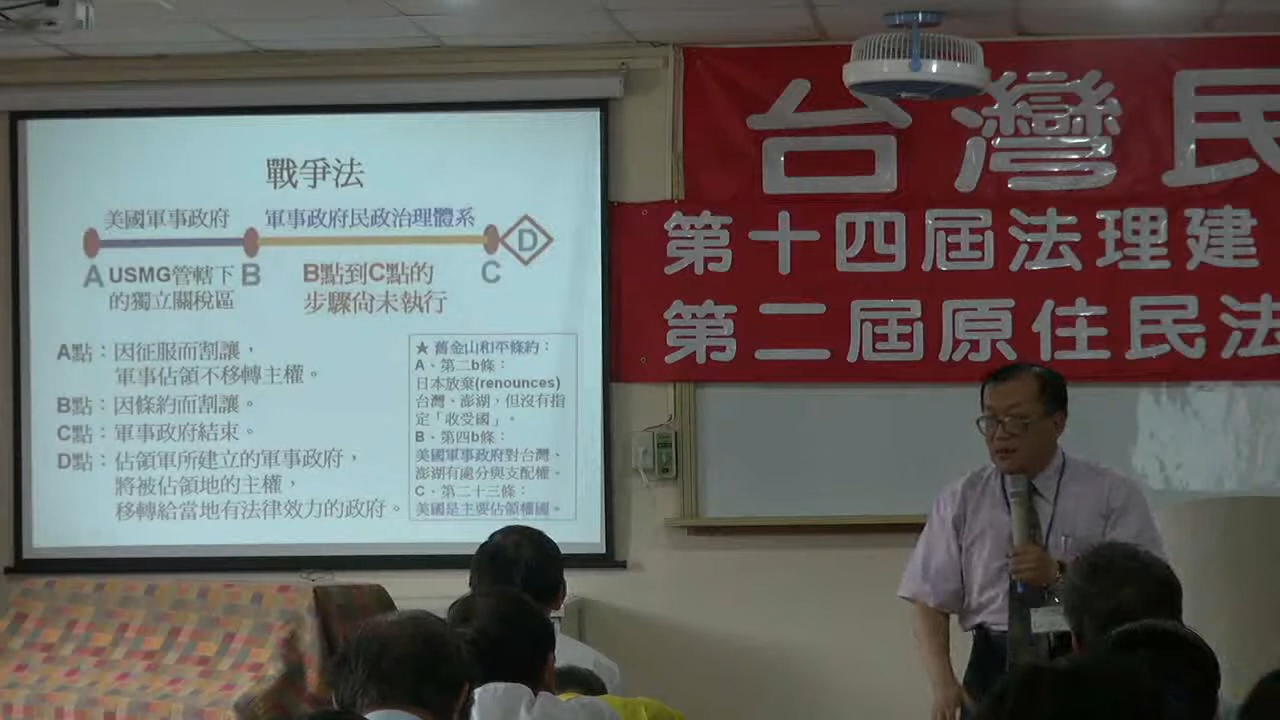 戰爭法
美國軍事政府
軍事政府民政治理體系
D
A
USMG管轄下
的獨立關稅區
B
B點到C點的
步驟尚未執行
C
A點：因征服而割讓，
軍事佔領不移轉主權。
B點：因條約而割讓。
C點：軍事政府結束。
D點：佔領軍所建立的軍事政府，
將被佔領地的主權，
移轉給當地有法律效力的政府。
★ 舊金山和平條約：
A、第二b條：
日本放棄(renounces)
台灣、澎湖，但沒有指
定「收受國」。
B、第四b條：
美國軍事政府對台灣、
澎湖有處分與支配權。
C、第二十三條：
美國是主要佔領權國。
台灣民
第十四屆法理建
第二屆原住民法